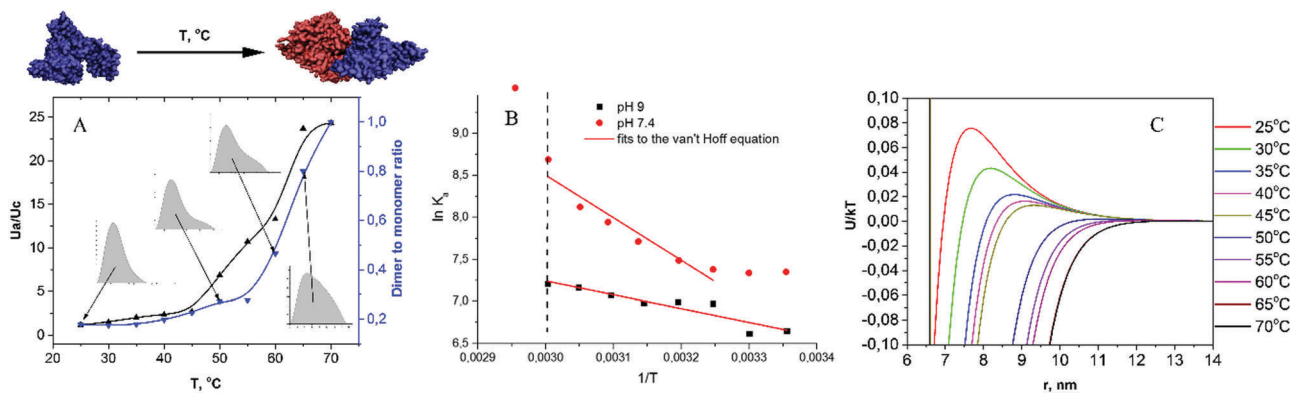 T, °C
A
Ua/Uc
25
20
15
10
5
0
20 30 40 50 60 70
T, °C
1,0
0,8
0,6
0,4
0,2
Dimer to monomer ratio
B
pH 9
pH 7.4
fits to the van't Hoff equation
ln Ka
9,0
8,5
8,0
7,5
7,0
6,5
0,0029 0,0030 0,0031 0,0032 0,0033 0,0034
1/T
C
U/kT
0,10
0,08
0,06
0,04
0,02
0,00
-0,02
-0,04
-0,06
-0,08
-0,10
6 7 8 9 10 11 12 13 14
r, nm
25°C
30°C
35°C
40°C
45°C
50°C
55°C
60°C
65°C
70°C